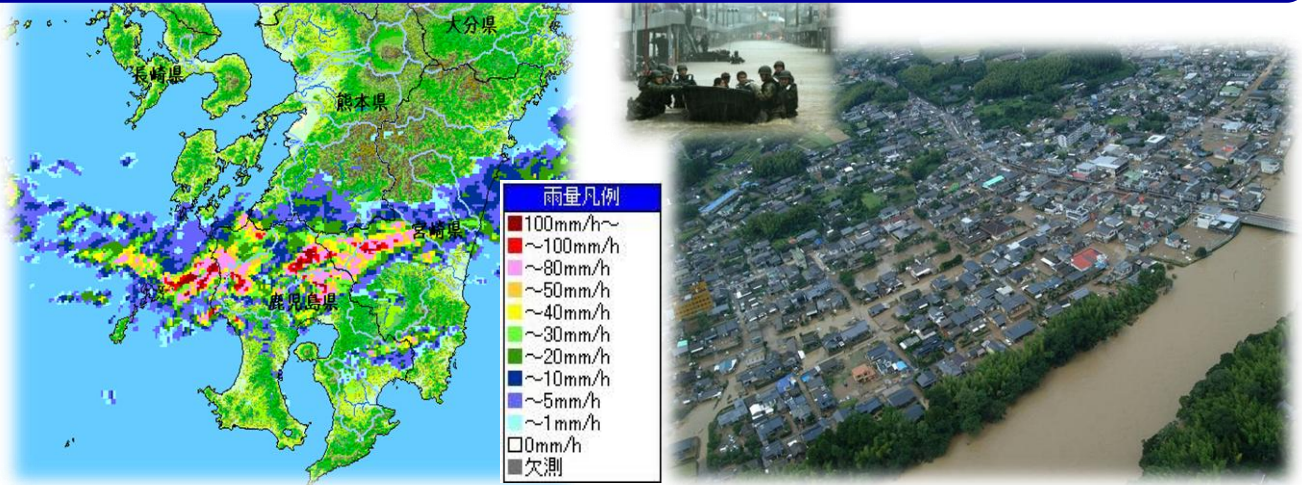 大分県
長崎県
熊本県
宮崎県
鹿児島県
雨量凡例
100mm/h～
～100mm/h
～80mm/h
～50mm/h
～40mm/h
～30mm/h
～20mm/h
～10mm/h
～5mm/h
～1mm/h
0mm/h
欠測